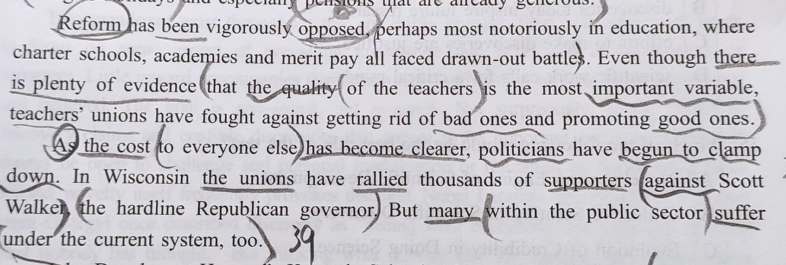 especially pensions that are already generous.
Reform has been vigorously opposed, perhaps most notoriously in education, where
charter schools, academies and merit pay all faced drawn-out battles. Even though there
is plenty of evidence that the quality of the teachers is the most important variable,
teachers' unions have fought against getting rid of bad ones and promoting good ones.
As the cost to everyone else has become clearer, politicians have begun to clamp
down. In Wisconsin the unions have rallied thousands of supporters against Scott
Walker, the hardline Republican governor. But many within the public sector suffer
under the current system, too. 39